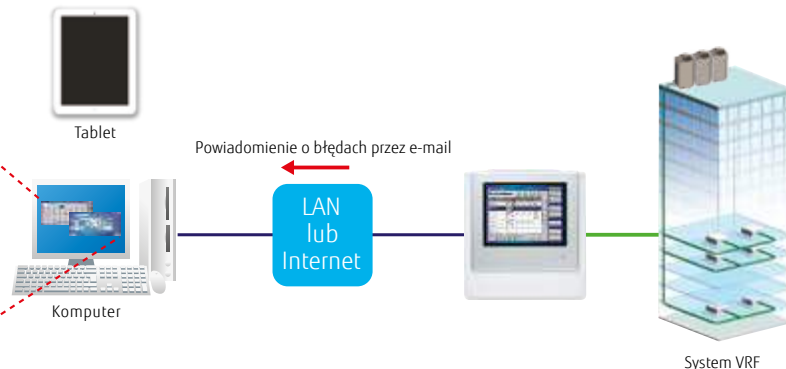 Tablet
Powiadomienie o błędach przez e-mail
LAN
lub
Internet
Komputer
System VRF